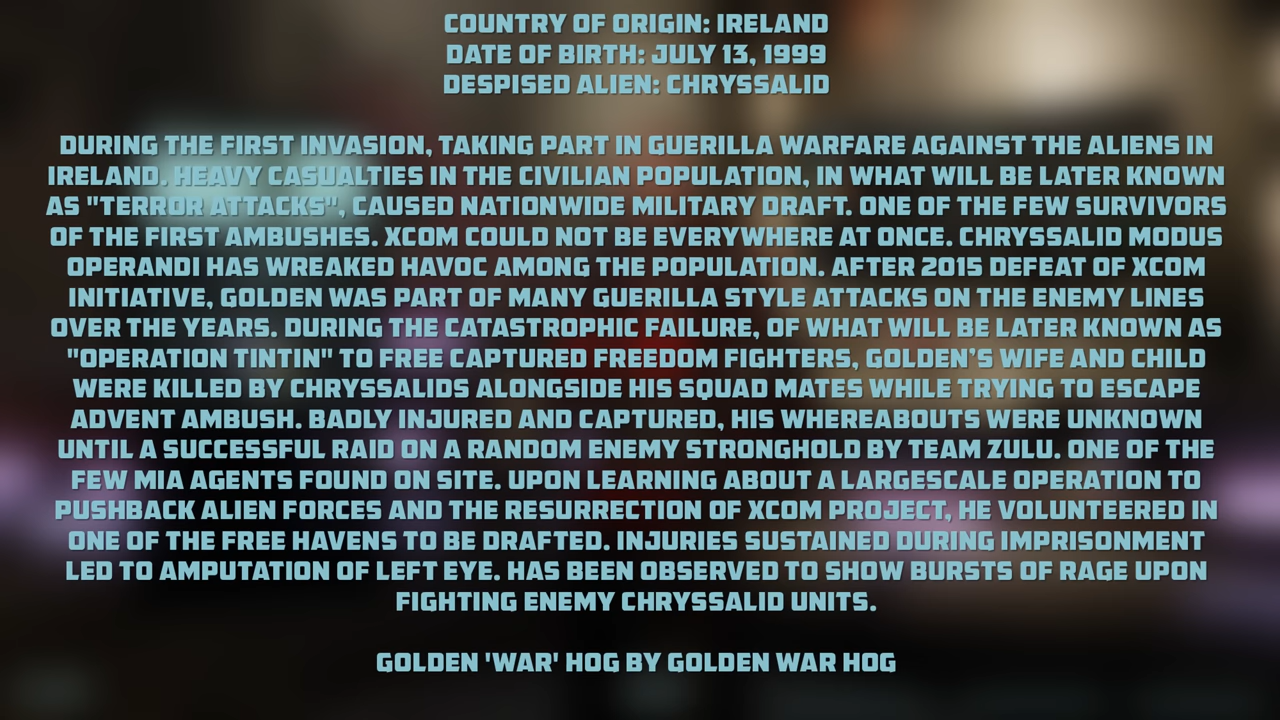 COUNTRY OF ORIGIN: IRELAND
DATE OF BIRTH: JULY 13, 1999
DESPISED ALIEN: CHRYSSALID
DURING THE FIRST INVASION, TAKING PART IN GUERILLA WARFARE AGAINST THE ALIENS IN
IRELAND. HEAVY CASUALTIES IN THE CIVILIAN POPULATION, IN WHAT WILL BE LATER KNOWN
AS "TERROR ATTACKS", CAUSED NATIONWIDE MILITARY DRAFT. ONE OF THE FEW SURVIVORS
OF THE FIRST AMBUSHES. XCOM COULD NOT BE EVERYWHERE AT ONCE. CHRYSSALID MODUS
OPERANDI HAS WREAKED HAVOC AMONG THE POPULATION. AFTER 2015 DEFEAT OF XCOM
INITIATIVE, GOLDEN WAS PART OF MANY GUERILLA STYLE ATTACKS ON THE ENEMY LINES
OVER THE YEARS. DURING THE CATASTROPHIC FAILURE, OF WHAT WILL BE LATER KNOWN AS
"OPERATION TINTIN" TO FREE CAPTURED FREEDOM FIGHTERS, GOLDEN'S WIFE AND CHILD
WERE KILLED BY CHRYSSALIDS ALONGSIDE HIS SQUAD MATES WHILE TRYING TO ESCAPE
ADVENT AMBUSH. BADLY INJURED AND CAPTURED, HIS WHEREABOUTS WERE UNKNOWN
UNTIL A SUCCESSFUL RAID ON A RANDOM ENEMY STRONGHOLD BY TEAM ZULU. ONE OF THE
FEW MIA AGENTS FOUND ON SITE. UPON LEARNING ABOUT A LARGESCALE OPERATION TO
PUSHBACK ALIEN FORCES AND THE RESURRECTION OF XCOM PROJECT, HE VOLUNTEERED IN
ONE OF THE FREE HAVENS TO BE DRAFTED. INJURIES SUSTAINED DURING IMPRISONMENT
LED TO AMPUTATION OF LEFT EYE. HAS BEEN OBSERVED TO SHOW BURSTS OF RAGE UPON
FIGHTING ENEMY CHRYSSALID UNITS.
GOLDEN 'WAR' HOG BY GOLDEN WAR HOG